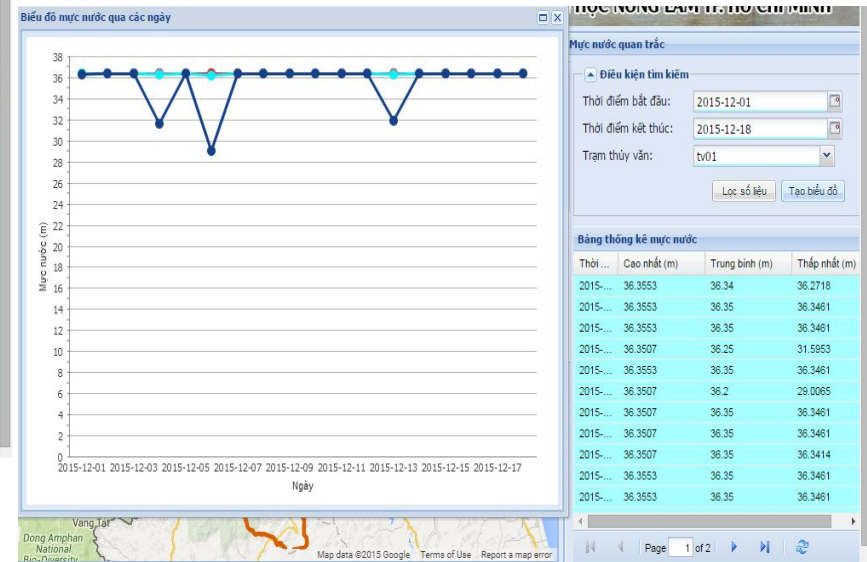 HỌC NÔNG LÂM TP. HỒ CHÍ MINH
Biểu đồ mực nước qua các ngày
38
36
34
32
30
28
26
24
22
20
18
16
14
12
10
8
6
4
2
0
Mực nước (m)
2015-12-01 2015-12-03 2015-12-05 2015-12-07 2015-12-09 2015-12-11 2015-12-13 2015-12-15 2015-12-17
Ngày
Mực nước quan trắc
Điều kiện tìm kiếm
Thời điểm bắt đầu: 2015-12-01
Thời điểm kết thúc: 2015-12-18
Trạm thủy văn: tv01
Lọc số liệu Tạo biểu đồ
Bảng thống kê mực nước
Thời ... Cao nhất (m) Trung bình (m) Thấp nhất (m)
2015-... 36.3553 36.34 36.2718
2015-... 36.3553 36.35 36.3461
2015-... 36.3553 36.35 36.3461
2015-... 36.3507 36.25 31.5953
2015-... 36.3553 36.35 36.3461
2015-... 36.3507 36.2 29.0065
2015-... 36.3507 36.35 36.3461
2015-... 36.3507 36.35 36.3461
2015-... 36.3507 36.35 36.3414
2015-... 36.3553 36.35 36.3461
2015-... 36.3553 36.35 36.3461
Page 1 of 2
Vang Tat
Dong Amphan
National
Bio-Diversity
Map data ©2015 Google Terms of Use Report a map error